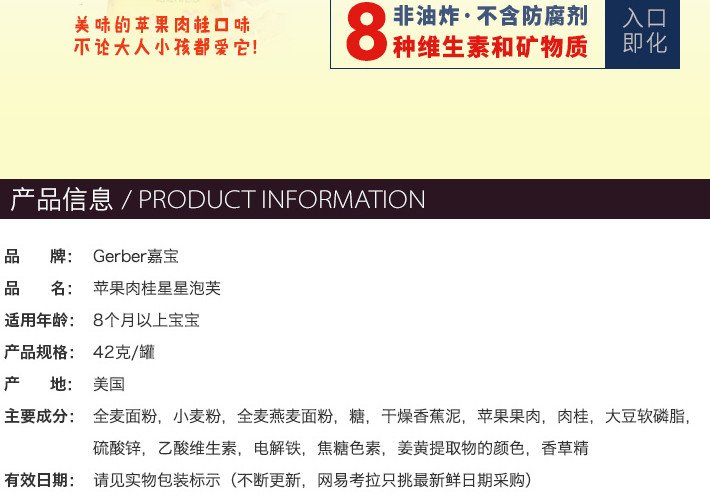 美味的苹果肉桂口味
不论大人小孩都爱它!
8
非油炸·不含防腐剂
种维生素和矿物质
入口
即化
产品信息 / PRODUCT INFORMATION
品 牌: Gerber嘉宝
品 名: 苹果肉桂星星泡芙
适用年龄: 8个月以上宝宝
产品规格: 42克/罐
产 地: 美国
主要成分: 全麦面粉，小麦粉，全麦燕麦面粉，糖，干燥香蕉泥，苹果果肉，肉桂，大豆软磷脂，
硫酸锌，乙酸维生素，电解铁，焦糖色素，姜黄提取物的颜色，香草精
有效日期: 请见实物包装标示（不断更新，网易考拉只挑最新鲜日期采购）